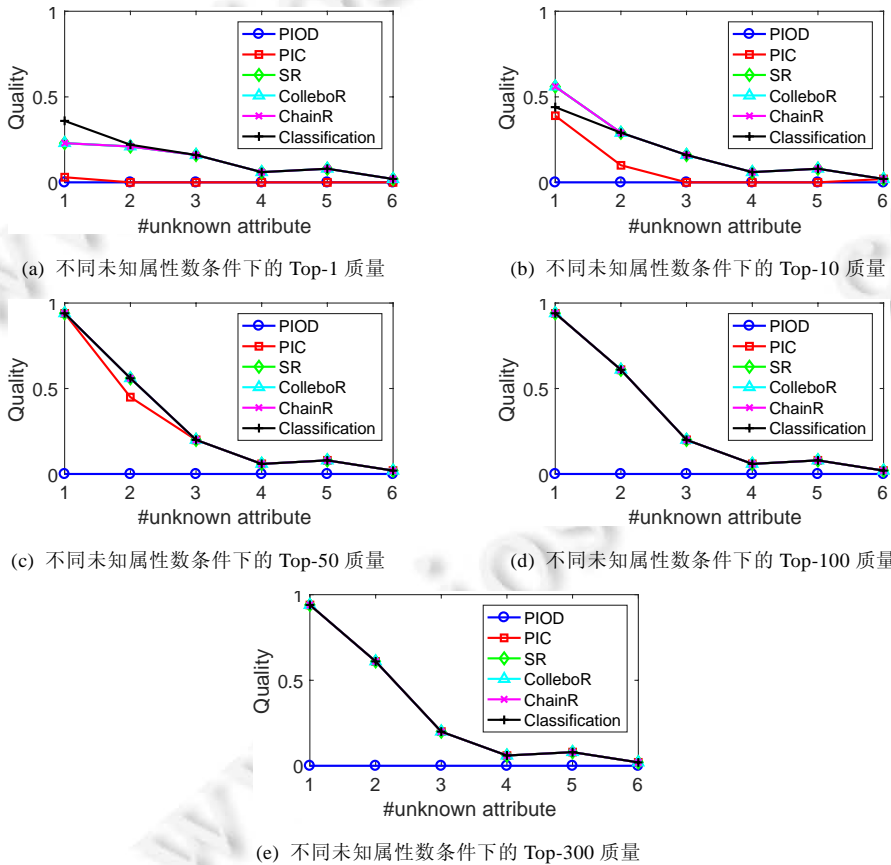 1
0.5
0
Quality
PIOD
PIC
SR
ColleboR
ChainR
Classification
1 2 3 4 5 6
#unknown attribute
(a) 不同未知属性数条件下的 Top-1 质量
1
0.5
0
Quality
PIOD
PIC
SR
ColleboR
ChainR
Classification
1 2 3 4 5 6
#unknown attribute
(b) 不同未知属性数条件下的 Top-10 质量
1
0.5
0
Quality
PIOD
PIC
SR
ColleboR
ChainR
Classification
1 2 3 4 5 6
#unknown attribute
(c) 不同未知属性数条件下的 Top-50 质量
1
0.5
0
Quality
PIOD
PIC
SR
ColleboR
ChainR
Classification
1 2 3 4 5 6
#unknown attribute
(d) 不同未知属性数条件下的 Top-100 质量
1
0.5
0
Quality
PIOD
PIC
SR
ColleboR
ChainR
Classification
1 2 3 4 5 6
#unknown attribute
(e) 不同未知属性数条件下的 Top-300 质量